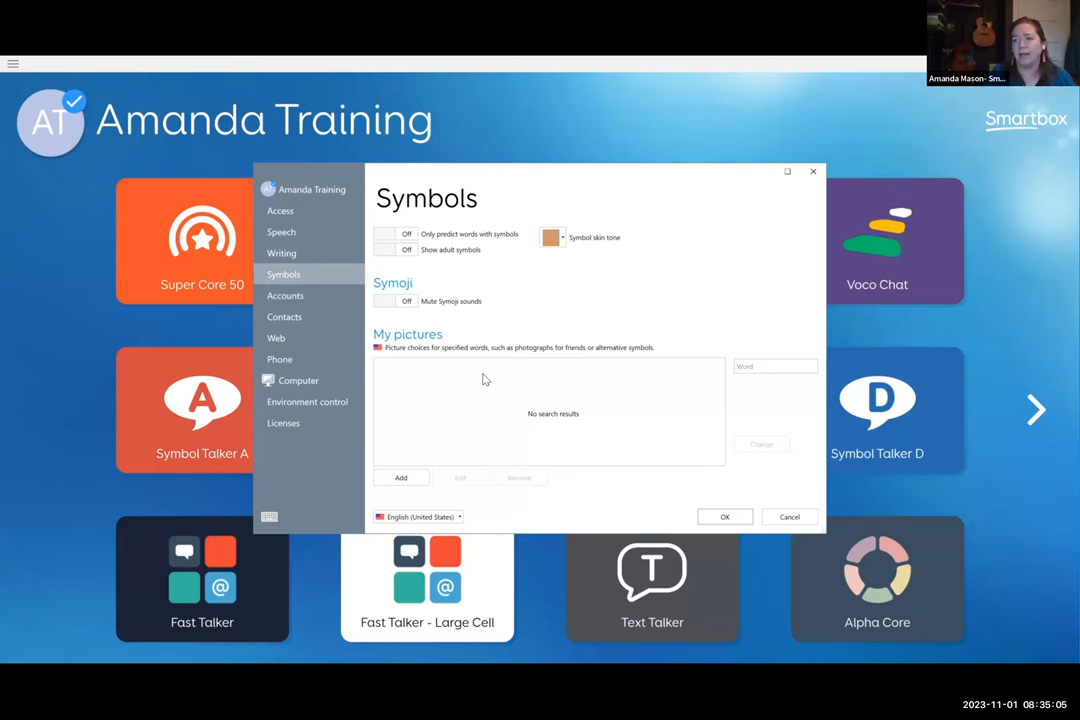 Amanda Mason- Sm...
AT Amanda Training
Smartbox
Super Core 50
Voco Chat
A
Symbol Talker A
D
Symbol Talker D
@
Fast Talker
@
Fast Talker - Large Cell
T
Text Talker
Alpha Core
AT Amanda Training
Access
Speech
Writing
Symbols
Accounts
Contacts
Web
Phone
Computer
Environment control
Licenses
Symbols
Off Only predict words with symbols
Symbol skin tone
Off Show adult symbols
Symoji
Off Mute Symoji sounds
My pictures
Picture choices for specified words, such as photographs for friends or alternative symbols.
No search results
Word
Change
Add
Edit
Remove
English (United States)
OK
Cancel
2023-11-01 08:35:05